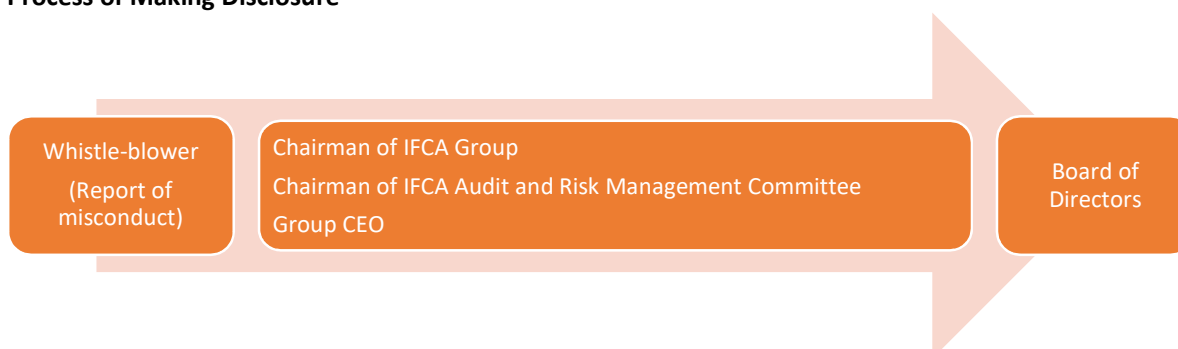 Process of Making Disclosure
Whistle-blower
(Report of
misconduct)
Chairman of IFCA Group
Chairman of IFCA Audit and Risk Management Committee
Group CEO
Board of
Directors